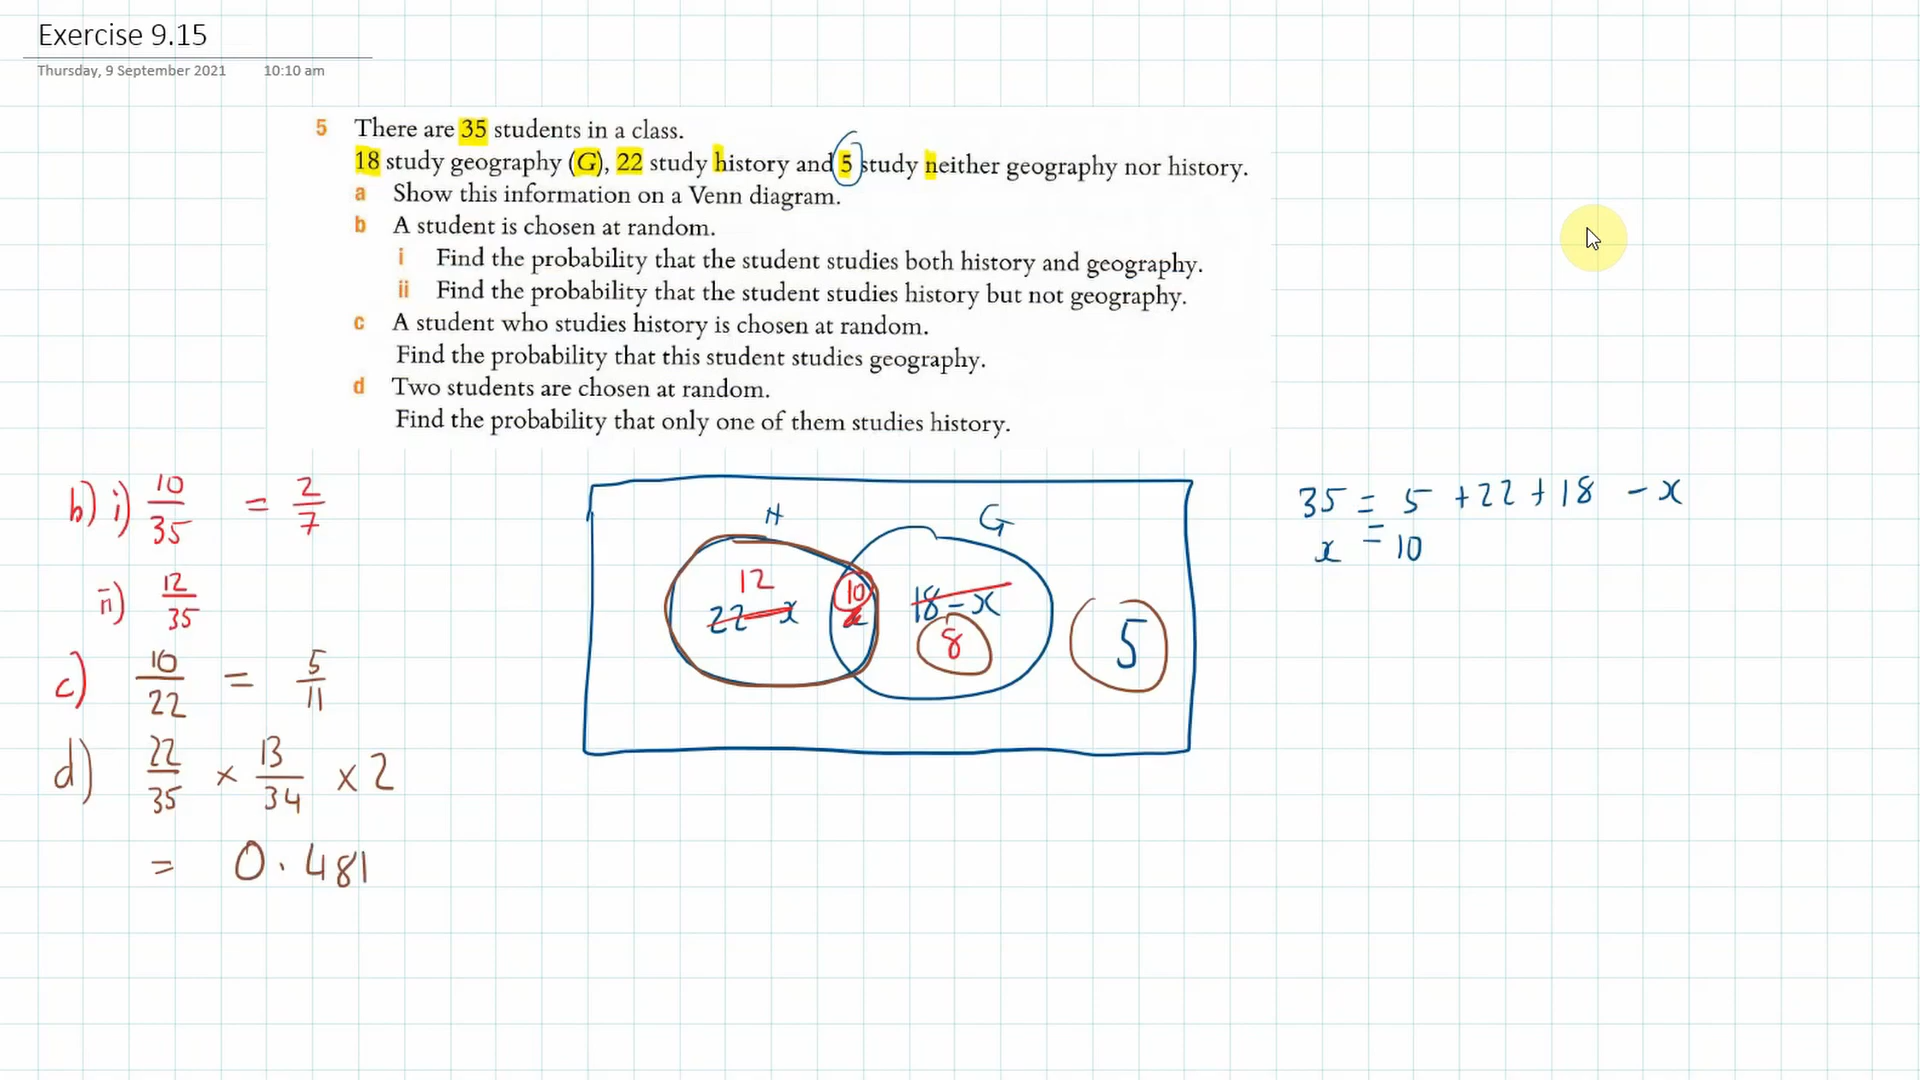 Exercise 9.15
Thursday, 9 September 2021 10:10 am
5 There are 35 students in a class.
18 study geography (G), 22 study history and 5 study neither geography nor history.
a Show this information on a Venn diagram.
b A student is chosen at random.
i Find the probability that the student studies both history and geography.
ii Find the probability that the student studies history but not geography.
c A student who studies history is chosen at random.
Find the probability that this student studies geography.
d Two students are chosen at random.
Find the probability that only one of them studies history.
b) i) 10/35 = 2/7
ii) 12/35
c) 10/22 = 5/11
d) 22/35 × 13/34 × 2
= 0.481
H G
12 10
22 - x x 18 - x
8 5
35 = 5 + 22 + 18 - x
x = 10